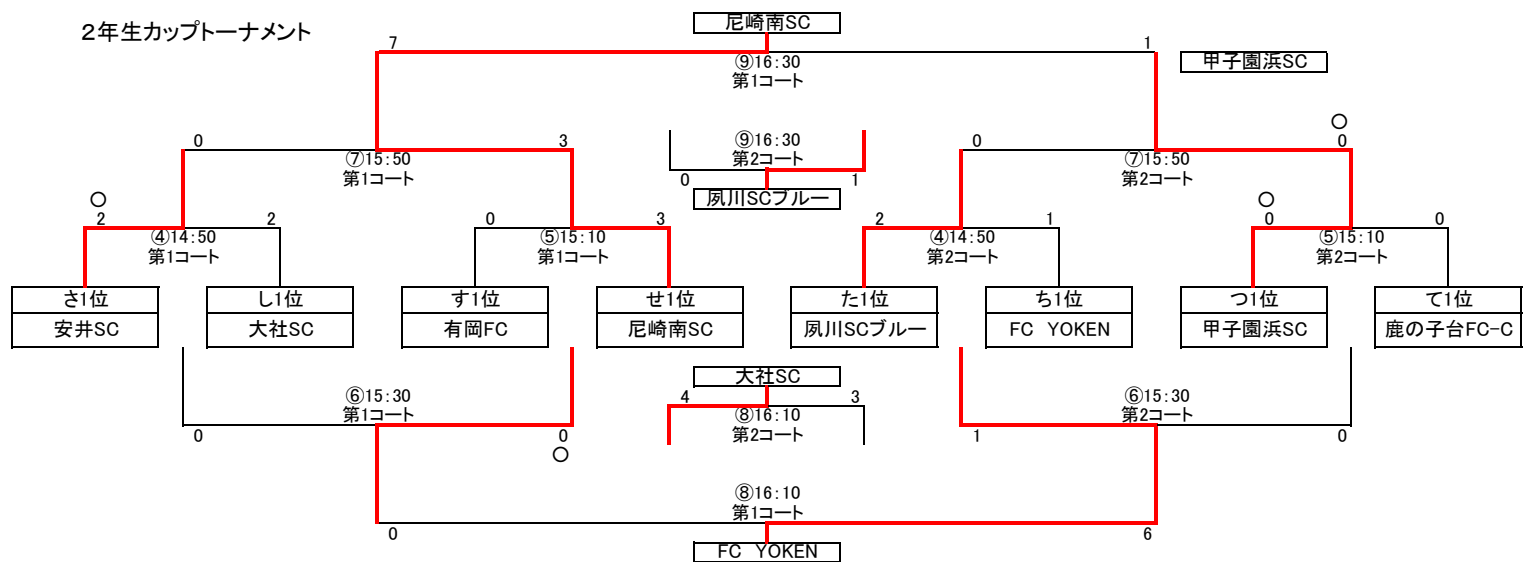 尼崎南SC
2年生カップトーナメント
7
1
⑨16:30
第1コート
甲子園浜SC
○
0
3
⑨16:30
0
0
⑦15:50
第1コート
第2コート
⑦15:50
第2コート
0
1
○
夙川SCブルー
○
2
2
0
3
2
1
0
0
④14:50
第1コート
⑤15:10
第1コート
④14:50
第2コート
⑤15:10
第2コート
さ1位
し1位
す1位
せ1位
た1位
ち1位
つ1位
て1位
安井SC
大社SC
有岡FC
尼崎南SC
夙川SCブルー
FC YOKEN
甲子園浜SC
鹿の子台FC-C
大社SC
⑥15:30
第1コート
4
3
⑥15:30
第2コート
⑧16:10
第2コート
0
0
1
0
○
⑧16:10
第1コート
0
6
FC YOKEN